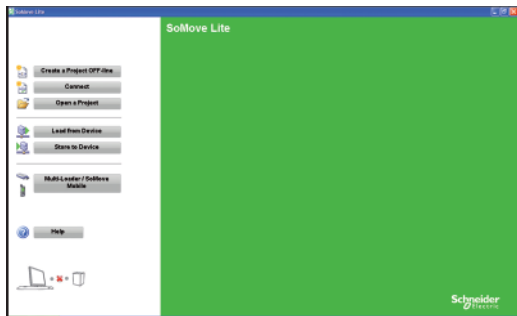 SoMove Lite
SoMove Lite
Create a Project OFF-line
Connect
Open a Project
Load from Device
Store to Device
Multi-Loader / SoMove
Mobile
Help
Schneider
Electric